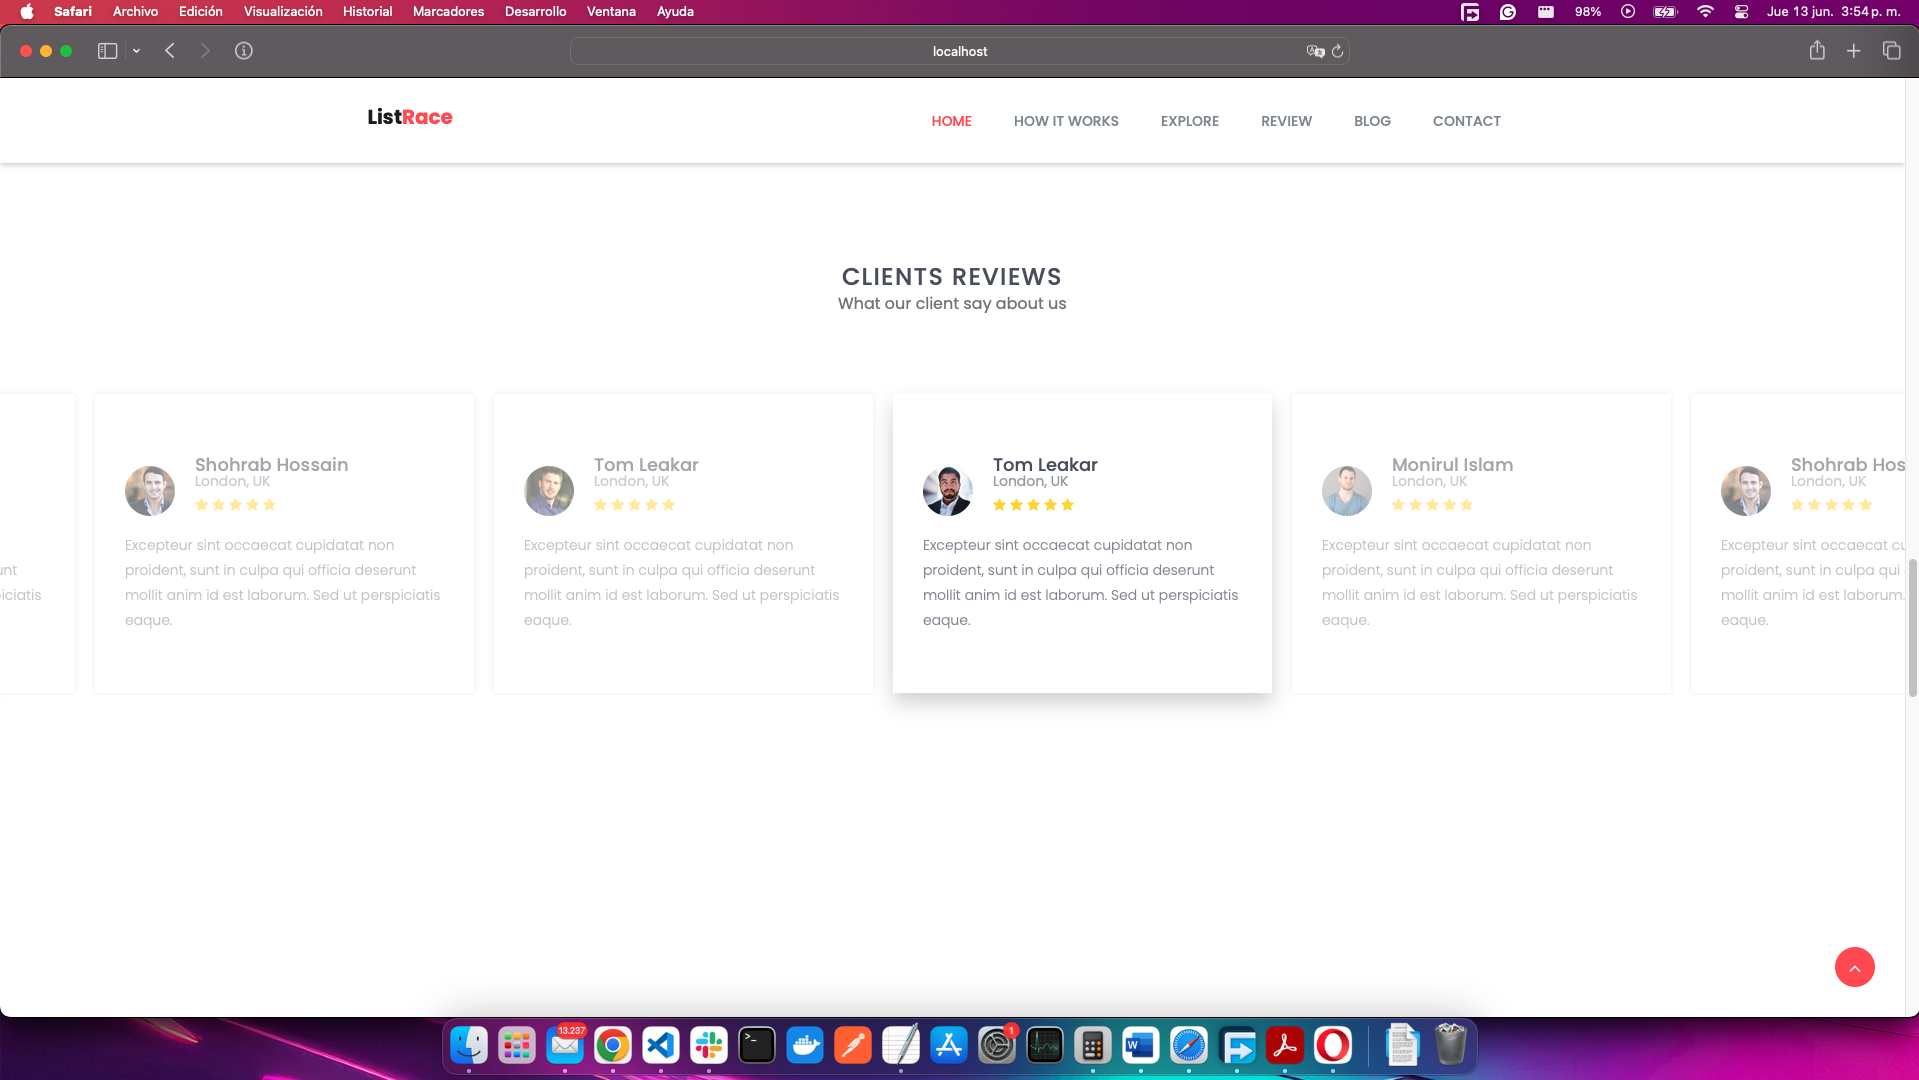 Safari Archivo Edición Visualización Historial Marcadores Desarrollo Ventana Ayuda 98% Jue 13 jun. 3:54 p. m.
localhost
ListRace HOME HOW IT WORKS EXPLORE REVIEW BLOG CONTACT
CLIENTS REVIEWS
What our client say about us
unt
iciatis
Shohrab Hossain
London, UK
Excepteur sint occaecat cupidatat non
proident, sunt in culpa qui officia deserunt
mollit anim id est laborum. Sed ut perspiciatis
eaque.
Tom Leakar
London, UK
Excepteur sint occaecat cupidatat non
proident, sunt in culpa qui officia deserunt
mollit anim id est laborum. Sed ut perspiciatis
eaque.
Tom Leakar
London, UK
Excepteur sint occaecat cupidatat non
proident, sunt in culpa qui officia deserunt
mollit anim id est laborum. Sed ut perspiciatis
eaque.
Monirul Islam
London, UK
Excepteur sint occaecat cupidatat non
proident, sunt in culpa qui officia deserunt
mollit anim id est laborum. Sed ut perspiciatis
eaque.
Shohrab Hos
London, UK
Excepteur sint occaecat cu
proident, sunt in culpa qui
mollit anim id est laborum.
eaque.
13.237
1